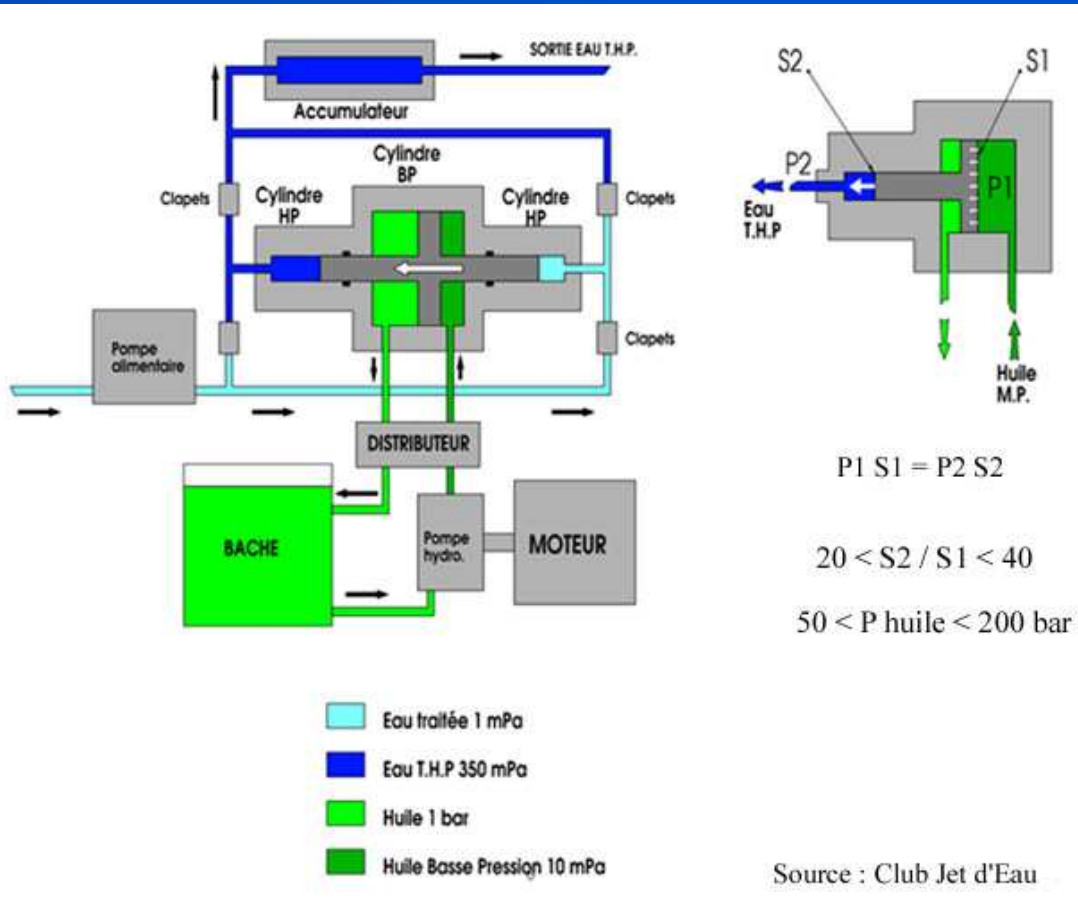 SORTIE EAU T.H.P.
Accumulateur
Cylindre
BP
Clapets
Cylindre
HP
Cylindre
HP
Clapets
Pompe
alimentaire
Clapets
DISTRIBUTEUR
BACHE
Pompe
hydro.
MOTEUR
S2
S1
P2
P1
Eau
T.H.P
Huile
M.P.
P1 S1 = P2 S2
20 < S2 / S1 < 40
50 < P huile < 200 bar
Eau traitée 1 mPa
Eau T.H.P 350 mPa
Huile 1 bar
Huile Basse Pression 10 mPa
Source : Club Jet d'Eau